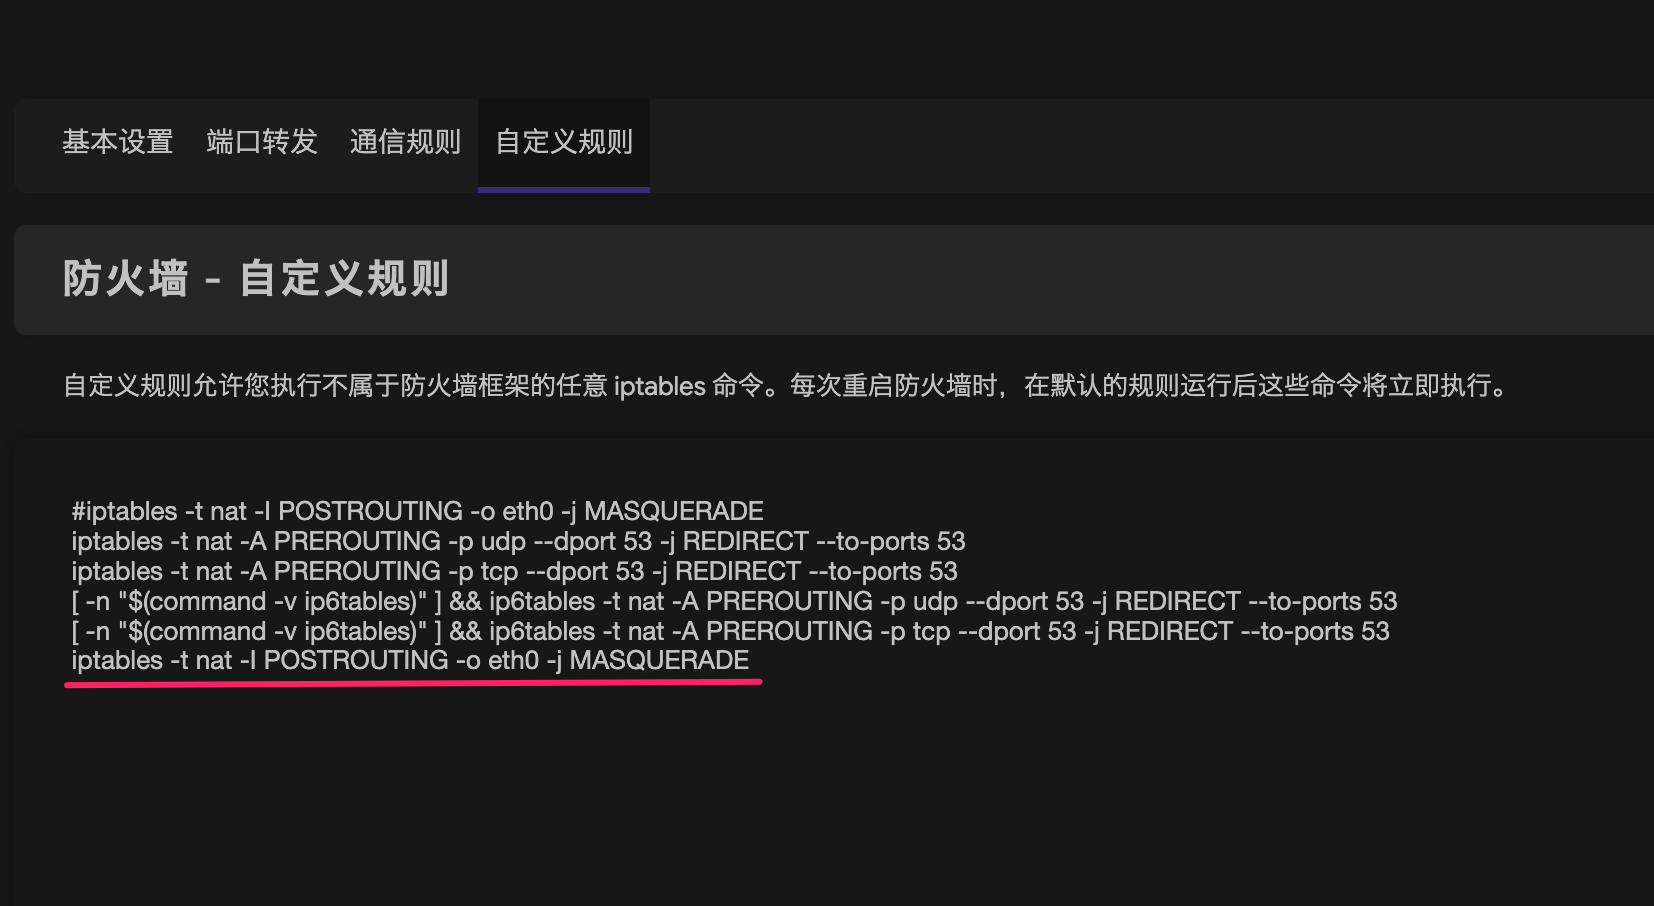 基本设置 端口转发 通信规则 自定义规则
防火墙 - 自定义规则
自定义规则允许您执行不属于防火墙框架的任意 iptables 命令。每次重启防火墙时，在默认的规则运行后这些命令将立即执行。
#iptables -t nat -I POSTROUTING -o eth0 -j MASQUERADE
iptables -t nat -A PREROUTING -p udp --dport 53 -j REDIRECT --to-ports 53
iptables -t nat -A PREROUTING -p tcp --dport 53 -j REDIRECT --to-ports 53
[ -n "$(command -v ip6tables)" ] && ip6tables -t nat -A PREROUTING -p udp --dport 53 -j REDIRECT --to-ports 53
[ -n "$(command -v ip6tables)" ] && ip6tables -t nat -A PREROUTING -p tcp --dport 53 -j REDIRECT --to-ports 53
iptables -t nat -I POSTROUTING -o eth0 -j MASQUERADE